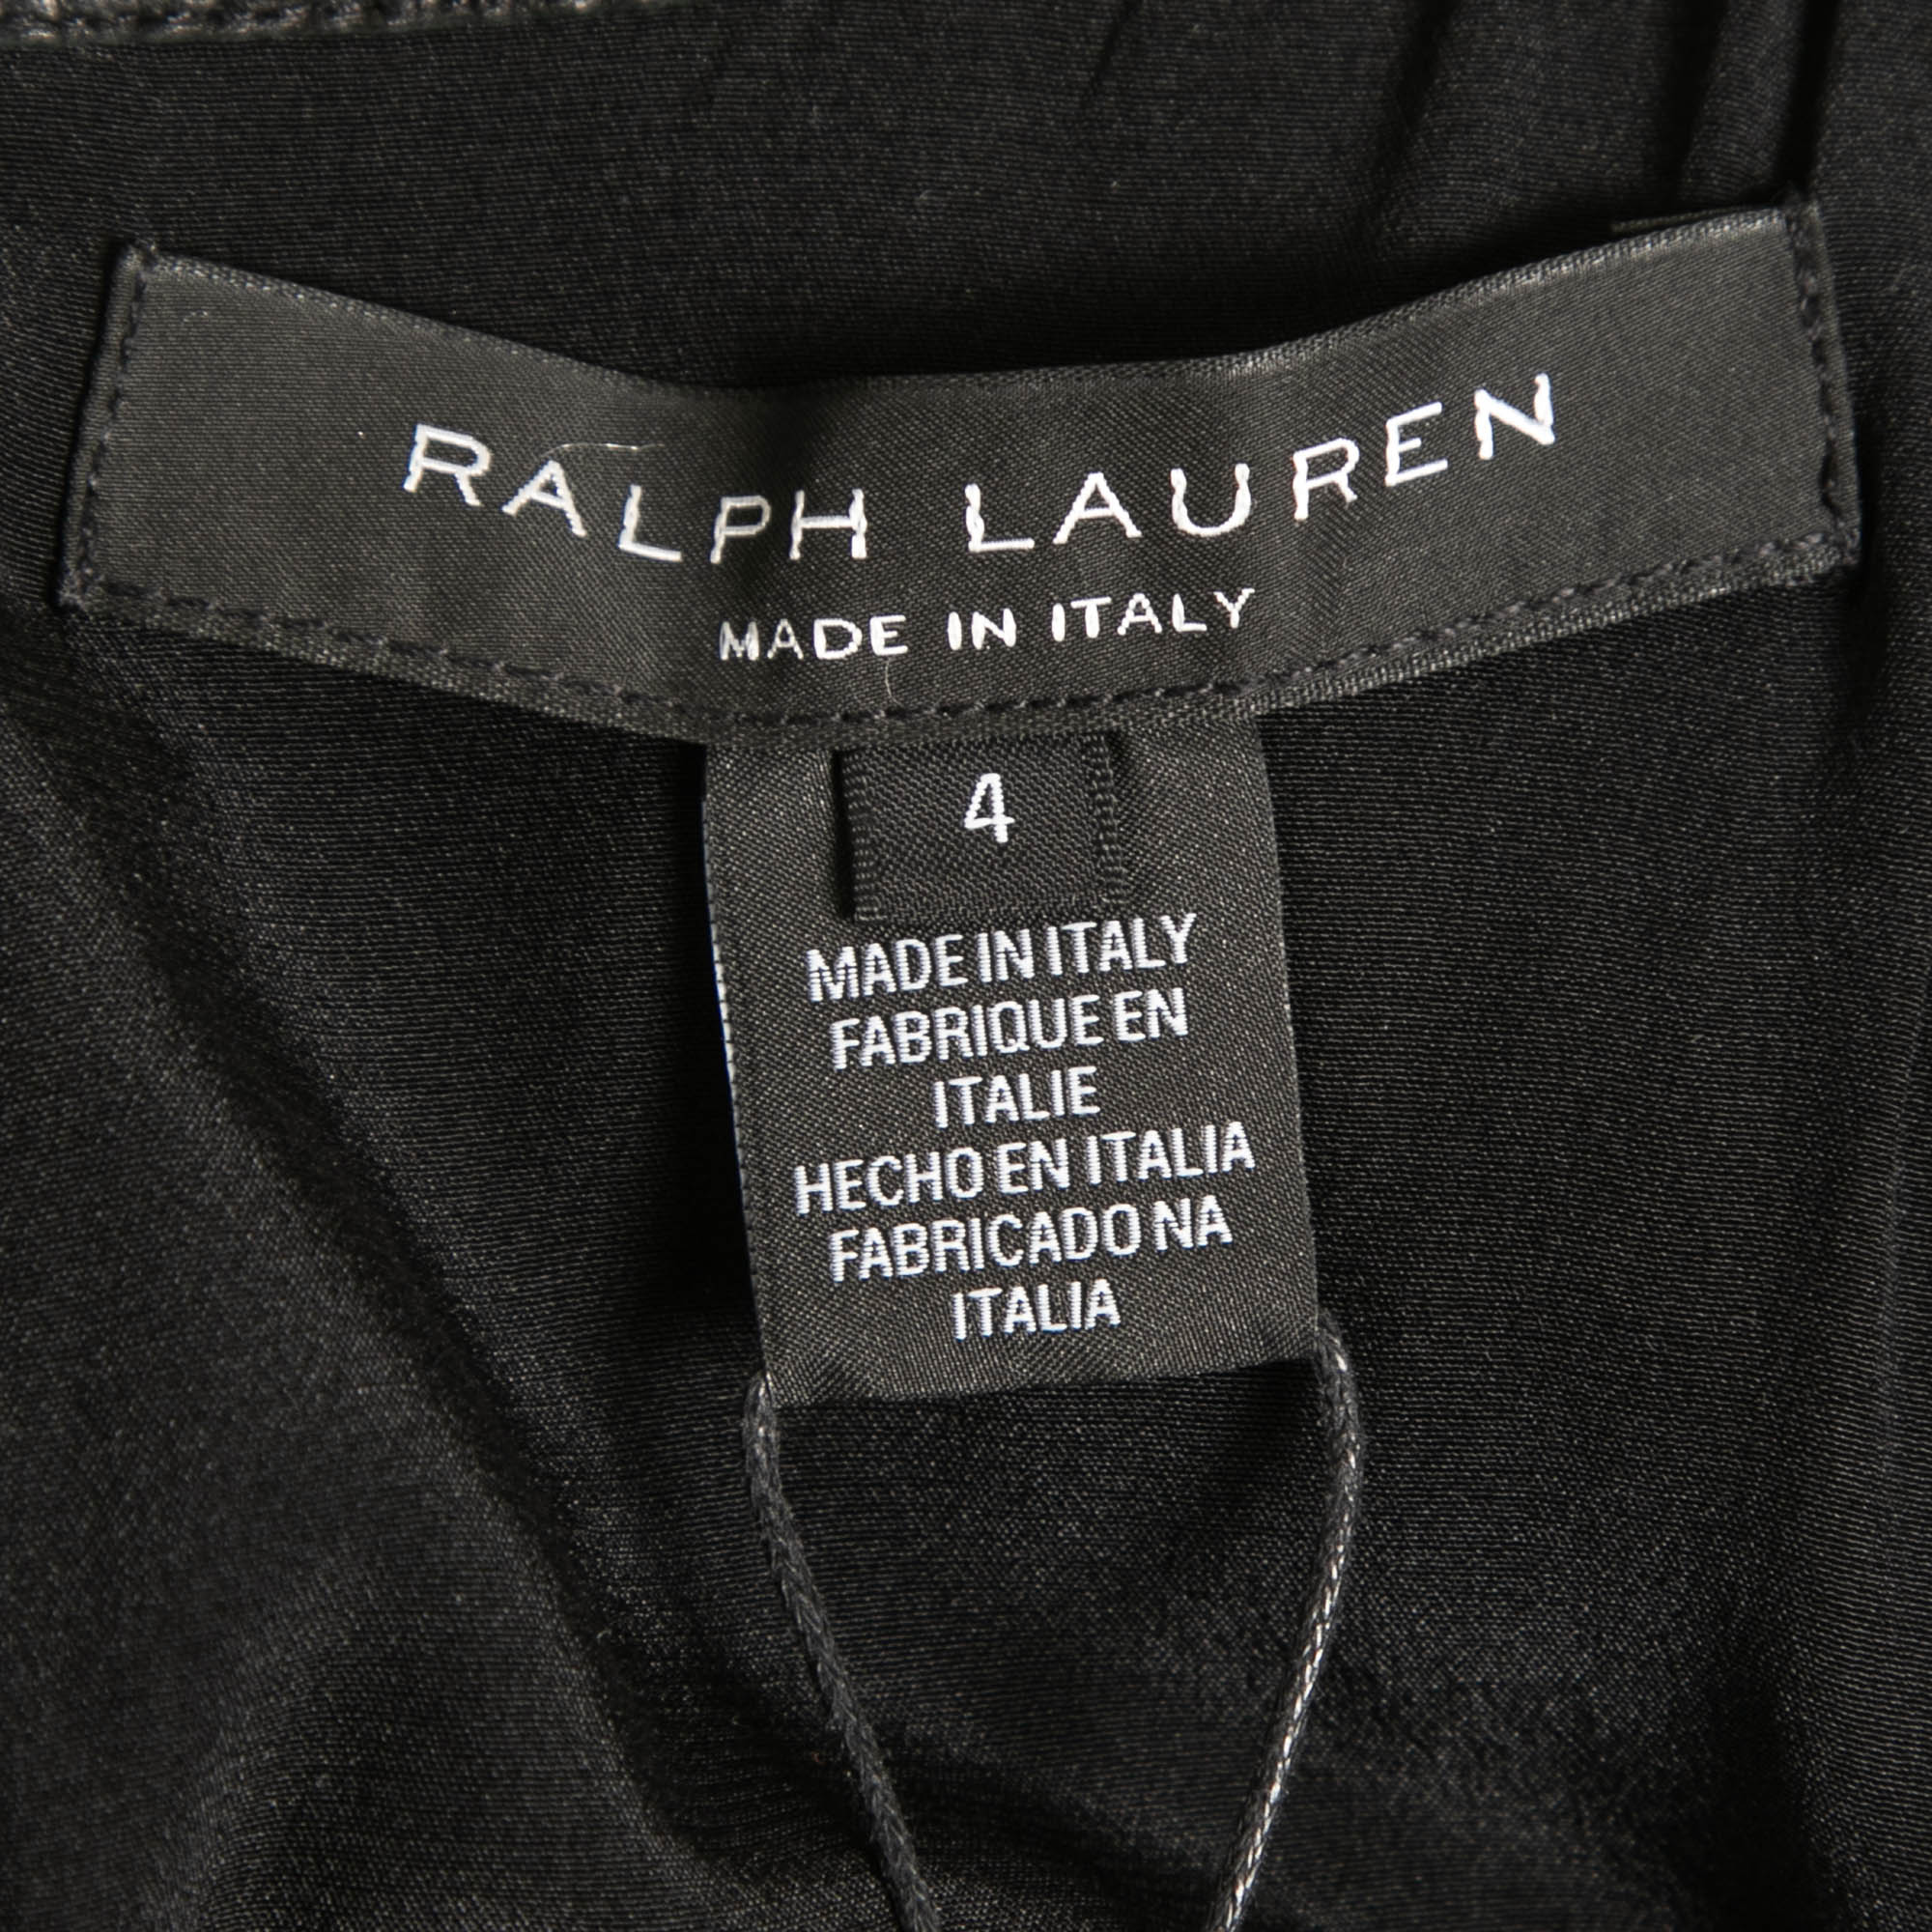 RALPH LAUREN
MADE IN ITALY
4
MADE IN ITALY
FABRIQUE EN
ITALIE
HECHO EN ITALIA
FABRICADO NA
ITALIA